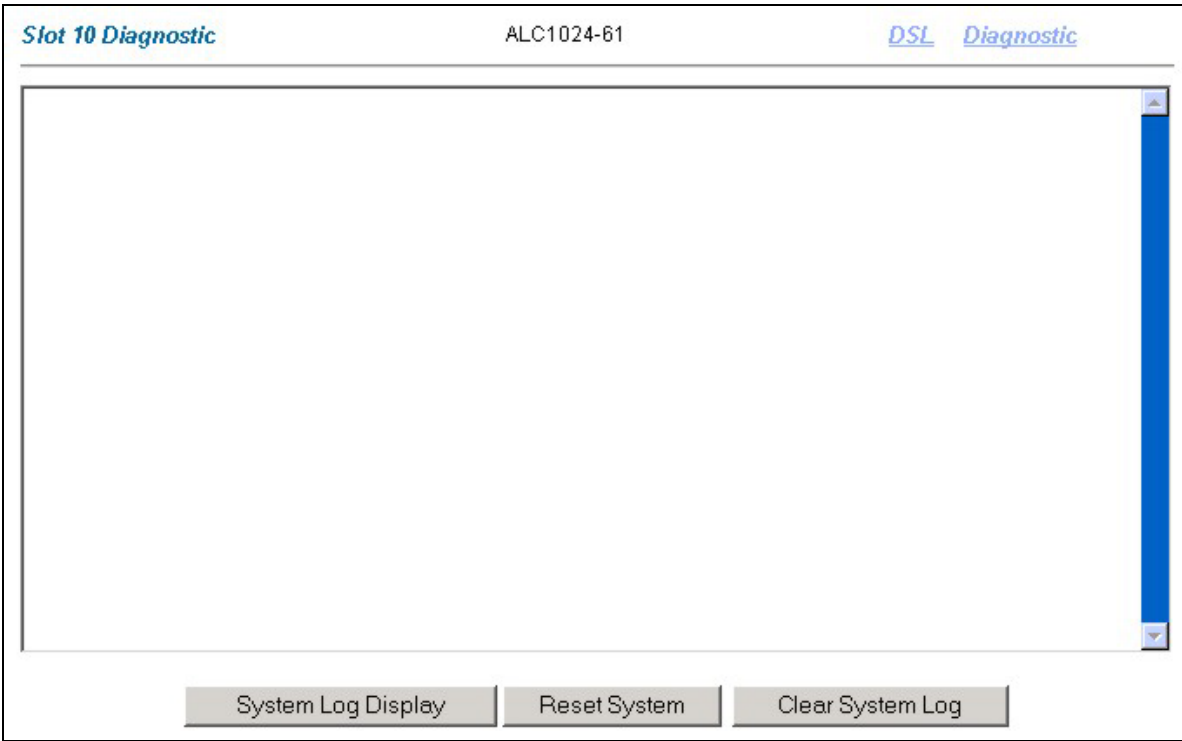 Slot 10 Diagnostic ALC1024-61 DSL Diagnostic
System Log Display Reset System Clear System Log